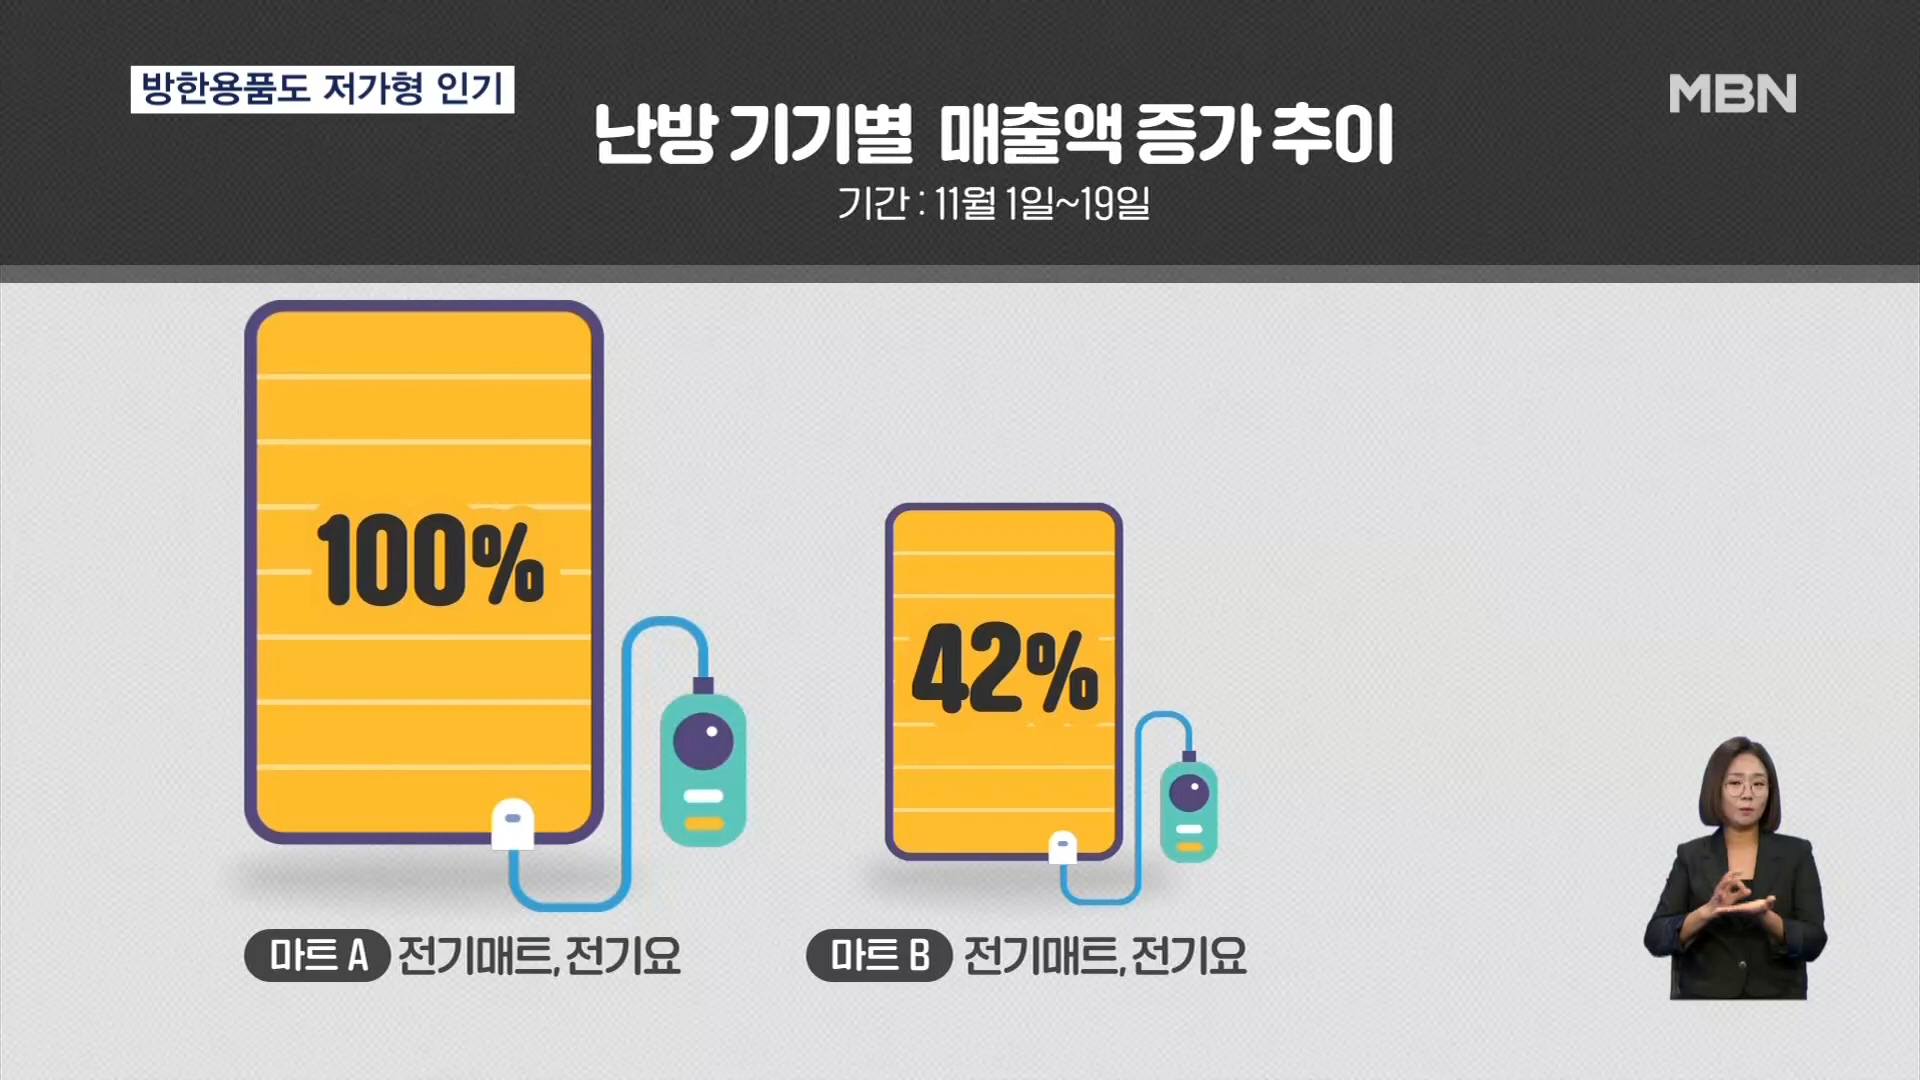 방한용품도 저가형 인기
MBN
난방 기기별 매출액 증가 추이
기간 : 11월 1일~19일
100%
42%
마트 A 전기매트, 전기요
마트 B 전기매트, 전기요